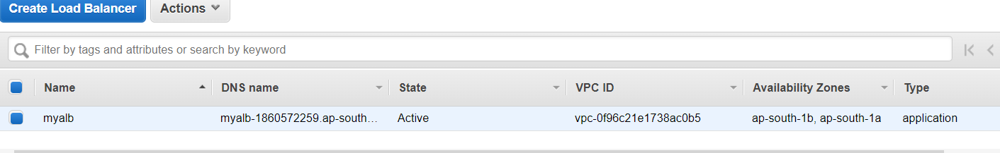 Create Load Balancer Actions
Filter by tags and attributes or search by keyword
Name DNS name State VPC ID Availability Zones Type
myalb myalb-1860572259.ap-south… Active vpc-0f96c21e1738ac0b5 ap-south-1b, ap-south-1a application